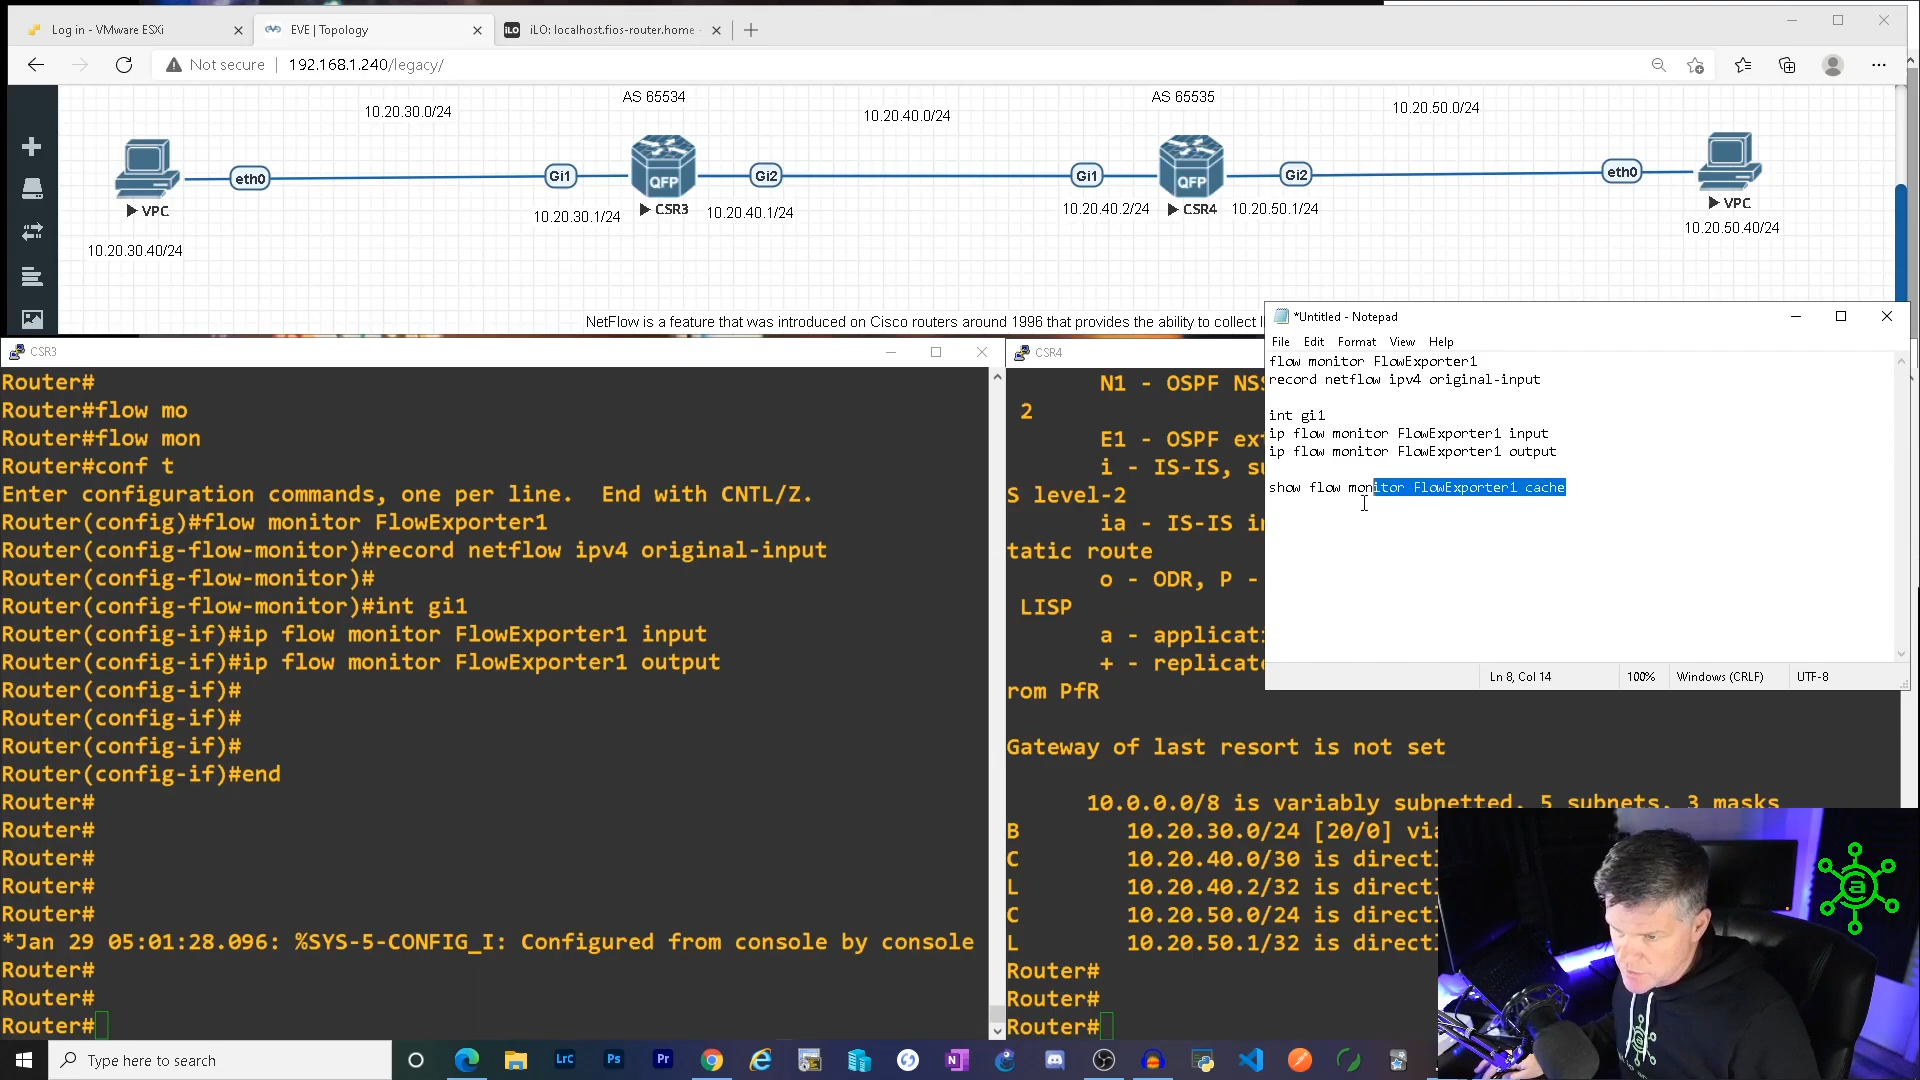 Log in - VMware ESXi
EVE | Topology
iLO
iLO: localhost.fios-router.home -
Not secure
192.168.1.240/legacy/
AS 65534
AS 65535
10.20.30.0/24
10.20.40.0/24
10.20.50.0/24
eth0
Gi1
QFP
Gi2
Gi1
QFP
Gi2
eth0
VPC
CSR3
CSR4
VPC
10.20.30.1/24
10.20.40.1/24
10.20.40.2/24
10.20.50.1/24
10.20.30.40/24
10.20.50.40/24
NetFlow is a feature that was introduced on Cisco routers around 1996 that provides the ability to collect I
*Untitled - Notepad
File Edit Format View Help
flow monitor FlowExporter1
record netflow ipv4 original-input
int gi1
ip flow monitor FlowExporter1 input
ip flow monitor FlowExporter1 output
show flow monitor FlowExporter1 cache
Ln 8, Col 14
100%
Windows (CRLF)
UTF-8
CSR3
Router#
Router#flow mo
Router#flow mon
Router#conf t
Enter configuration commands, one per line.  End with CNTL/Z.
Router(config)#flow monitor FlowExporter1
Router(config-flow-monitor)#record netflow ipv4 original-input
Router(config-flow-monitor)#
Router(config-flow-monitor)#int gi1
Router(config-if)#ip flow monitor FlowExporter1 input
Router(config-if)#ip flow monitor FlowExporter1 output
Router(config-if)#
Router(config-if)#
Router(config-if)#
Router(config-if)#end
Router#
Router#
Router#
Router#
Router#
*Jan 29 05:01:28.096: %SYS-5-CONFIG_I: Configured from console by console
Router#
Router#
Router#
CSR4
N1 - OSPF NSS
2
E1 - OSPF ext
i - IS-IS, su
S level-2
ia - IS-IS in
tatic route
o - ODR, P -
LISP
a - applicati
+ - replicate
rom PfR
Gateway of last resort is not set
10.0.0.0/8 is variably subnetted, 5 subnets, 3 masks
B 10.20.30.0/24 [20/0] via
C 10.20.40.0/30 is directl
L 10.20.40.2/32 is directl
C 10.20.50.0/24 is directl
L 10.20.50.1/32 is directl
Router#
Router#
Router#
a
Type here to search
LrC
Ps
Pr